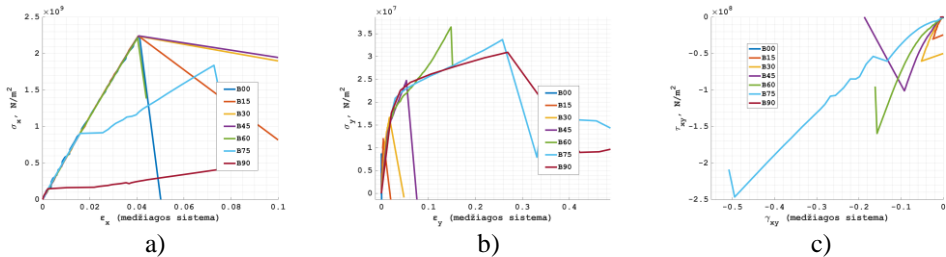 ×10⁹
2.5
2
1.5
1
0.5
0
σx, N/m²
0
0.02
0.04
0.06
0.08
0.1
εx (medžiagos sistema)
B00
B15
B30
B45
B60
B75
B90
a)
×10⁷
3.5
3
2.5
2
1.5
1
0.5
0
σy, N/m²
0
0.1
0.2
0.3
0.4
εy (medžiagos sistema)
B00
B15
B30
B45
B60
B75
B90
b)
×10⁸
0
-0.5
-1
-1.5
-2
-2.5
τxy, N/m²
-0.5
-0.4
-0.3
-0.2
-0.1
0
γxy (medžiagos sistema)
B00
B15
B30
B45
B60
B75
B90
c)